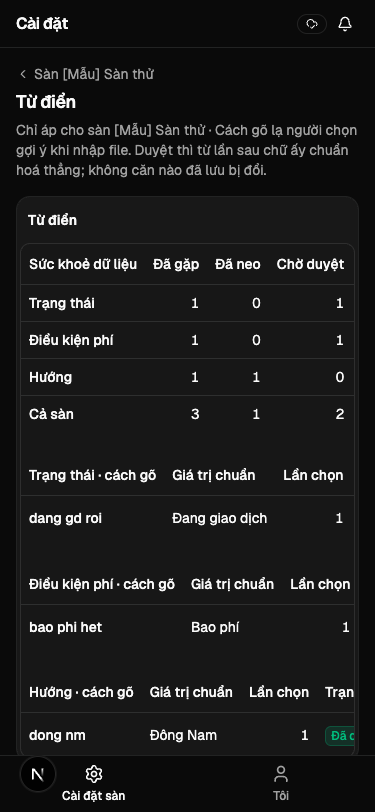 Cài đặt
Sàn [Mẫu] Sàn thử
Từ điển
Chỉ áp cho sàn [Mẫu] Sàn thử · Cách gõ lạ người chọn
gợi ý khi nhập file. Duyệt thì từ lần sau chữ ấy chuẩn
hoá thẳng; không căn nào đã lưu bị đổi.
Từ điển
Sức khoẻ dữ liệu Đã gặp Đã neo Chờ duyệt
Trạng thái 1 0 1
Điều kiện phí 1 0 1
Hướng 1 1 0
Cả sàn 3 1 2
Trạng thái · cách gõ Giá trị chuẩn Lần chọn
dang gd roi Đang giao dịch 1
Điều kiện phí · cách gõ Giá trị chuẩn Lần chọn
bao phi het Bao phí 1
Hướng · cách gõ Giá trị chuẩn Lần chọn Trạn
dong nm Đông Nam 1 Đã
N
Cài đặt sàn
Tôi